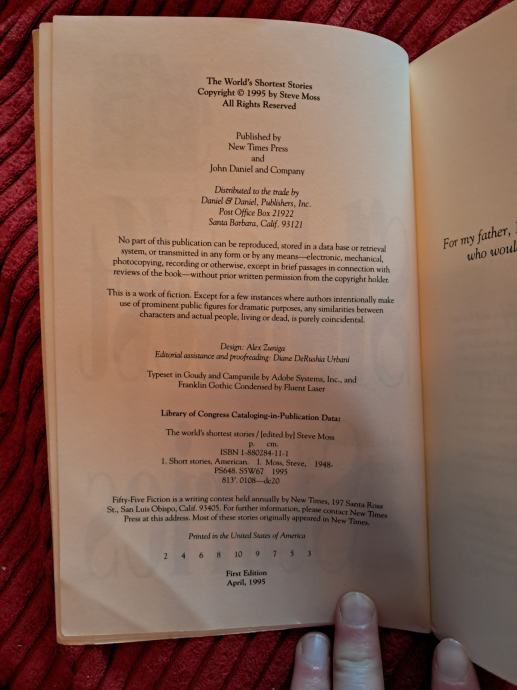 The World's Shortest Stories
Copyright © 1995 by Steve Moss
All Rights Reserved
Published by
New Times Press
and
John Daniel and Company
Distributed to the trade by
Daniel & Daniel, Publishers, Inc.
Post Office Box 21922
Santa Barbara, Calif. 93121
No part of this publication can be reproduced, stored in a data base or retrieval
system, or transmitted in any form or by any means—electronic, mechanical,
photocopying, recording or otherwise, except in brief passages in connection with
reviews of the book—without prior written permission from the copyright holder.
This is a work of fiction. Except for a few instances where authors intentionally make
use of prominent public figures for dramatic purposes, any similarities between
characters and actual people, living or dead, is purely coincidental.
Design: Alex Zuniga
Editorial assistance and proofreading: Diane DeRushia Urbani
Typeset in Goudy and Campanile by Adobe Systems, Inc., and
Franklin Gothic Condensed by Fluent Laser
Library of Congress Cataloging-in-Publication Data:
The world's shortest stories / [edited by] Steve Moss
p. cm.
ISBN 1-880284-11-1
1. Short stories, American. I. Moss, Steve, 1948-
PS648. S5W67 1995
813'. 0108—dc20
Fifty-Five Fiction is a writing contest held annually by New Times, 197 Santa Rosa
St., San Luis Obispo, Calif. 93405. For further information, please contact New Times
Press at this address. Most of these stories originally appeared in New Times.
Printed in the United States of America
2 4 6 8 10 9 7 5 3
First Edition
April, 1995
For my father,
who